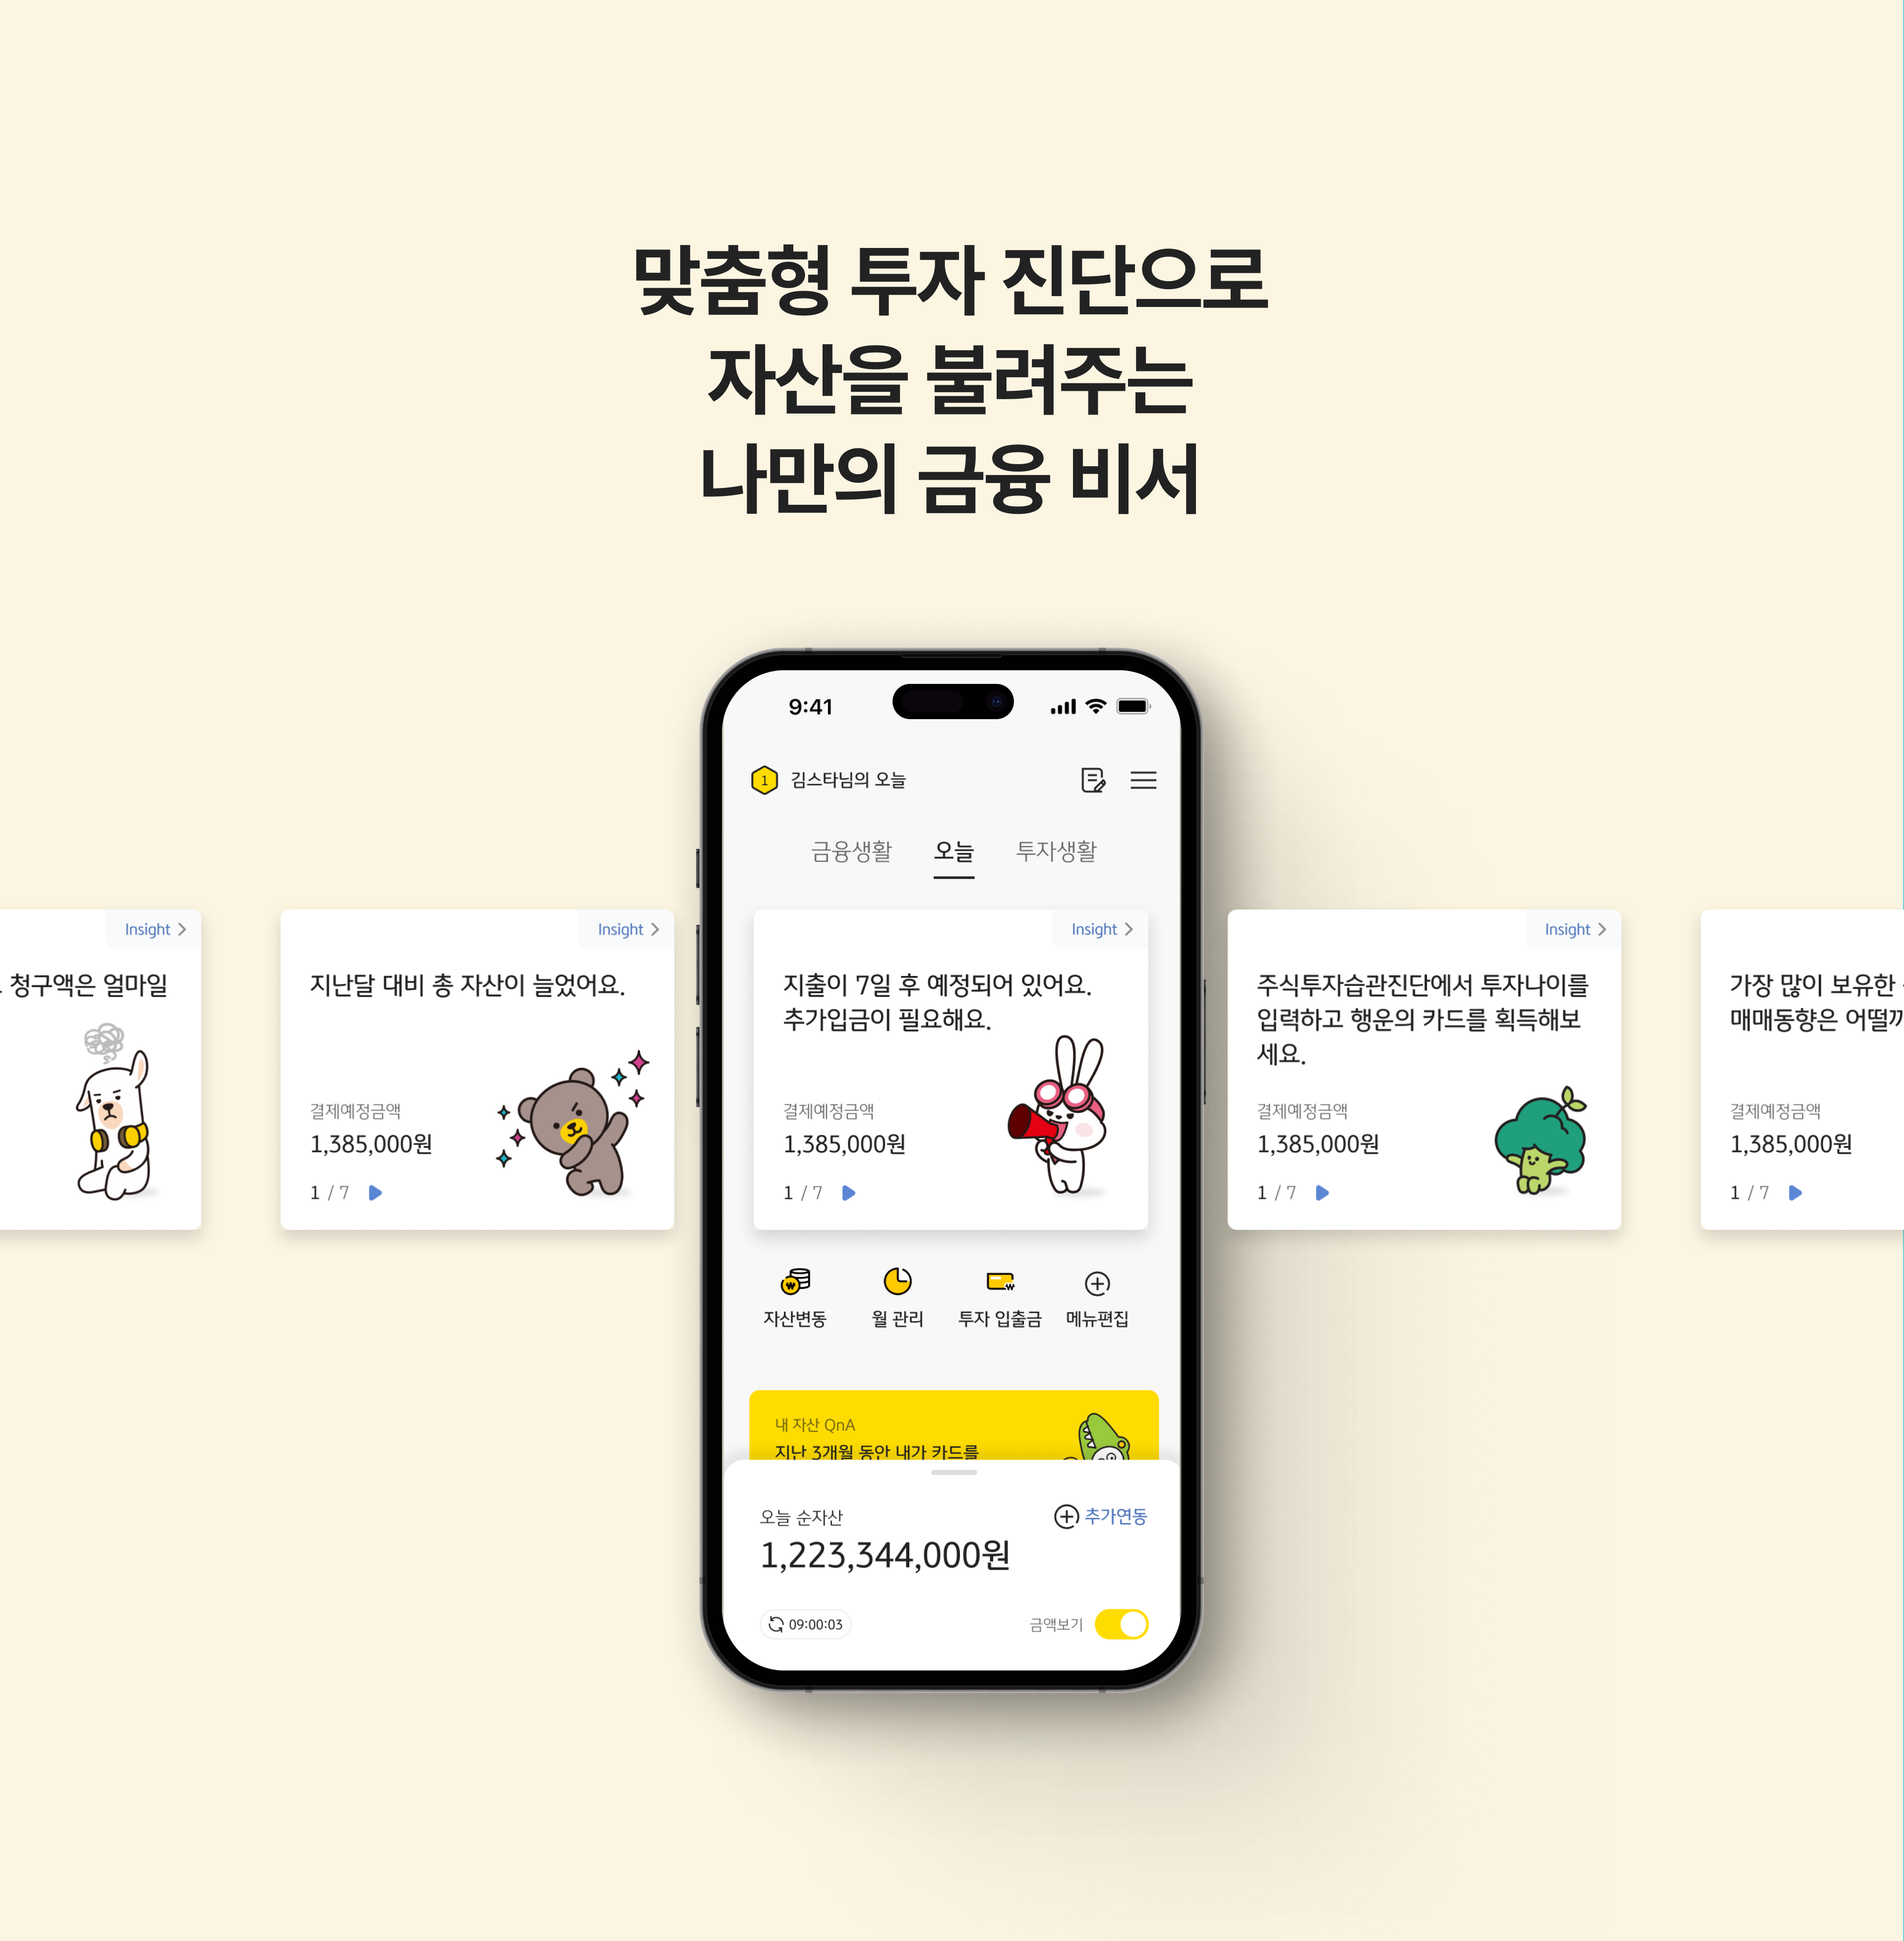 맞춤형 투자 진단으로
자산을 불려주는
나만의 금융 비서
9:41
1 김스타님의 오늘
금융생활 오늘 투자생활
Insight
청구액은 얼마일
Insight
지난달 대비 총 자산이 늘었어요.
결제예정금액
1,385,000원
1 / 7
Insight
지출이 7일 후 예정되어 있어요.
추가입금이 필요해요.
결제예정금액
1,385,000원
1 / 7
Insight
주식투자습관진단에서 투자나이를
입력하고 행운의 카드를 획득해보
세요.
결제예정금액
1,385,000원
1 / 7
가장 많이 보유한
매매동향은 어떨까
결제예정금액
1,385,000원
1 / 7
자산변동 월 관리 투자 입출금 메뉴편집
내 자산 QnA
지난 3개월 동안 내가 카드를
오늘 순자산 추가연동
1,223,344,000원
09:00:03 금액보기